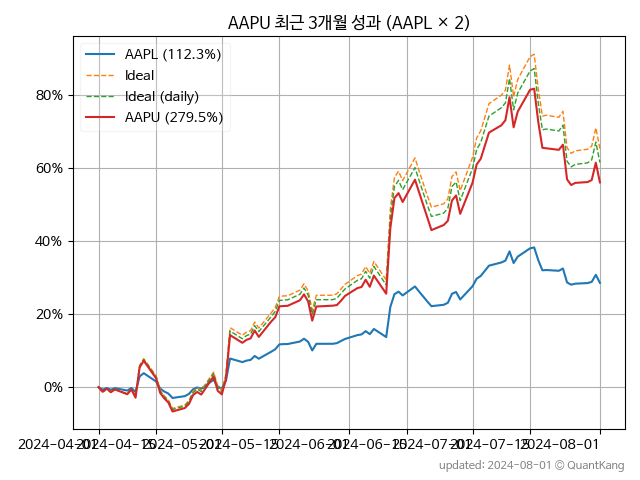 AAPU 최근 3개월 성과 (AAPL × 2)
AAPL (112.3%)
Ideal
Ideal (daily)
AAPU (279.5%)
80%
60%
40%
20%
0%
2024-04-01 2024-04-15 2024-05-01 2024-05-15 2024-06-01 2024-06-15 2024-07-01 2024-07-15 2024-08-01
updated: 2024-08-01 © QuantKang